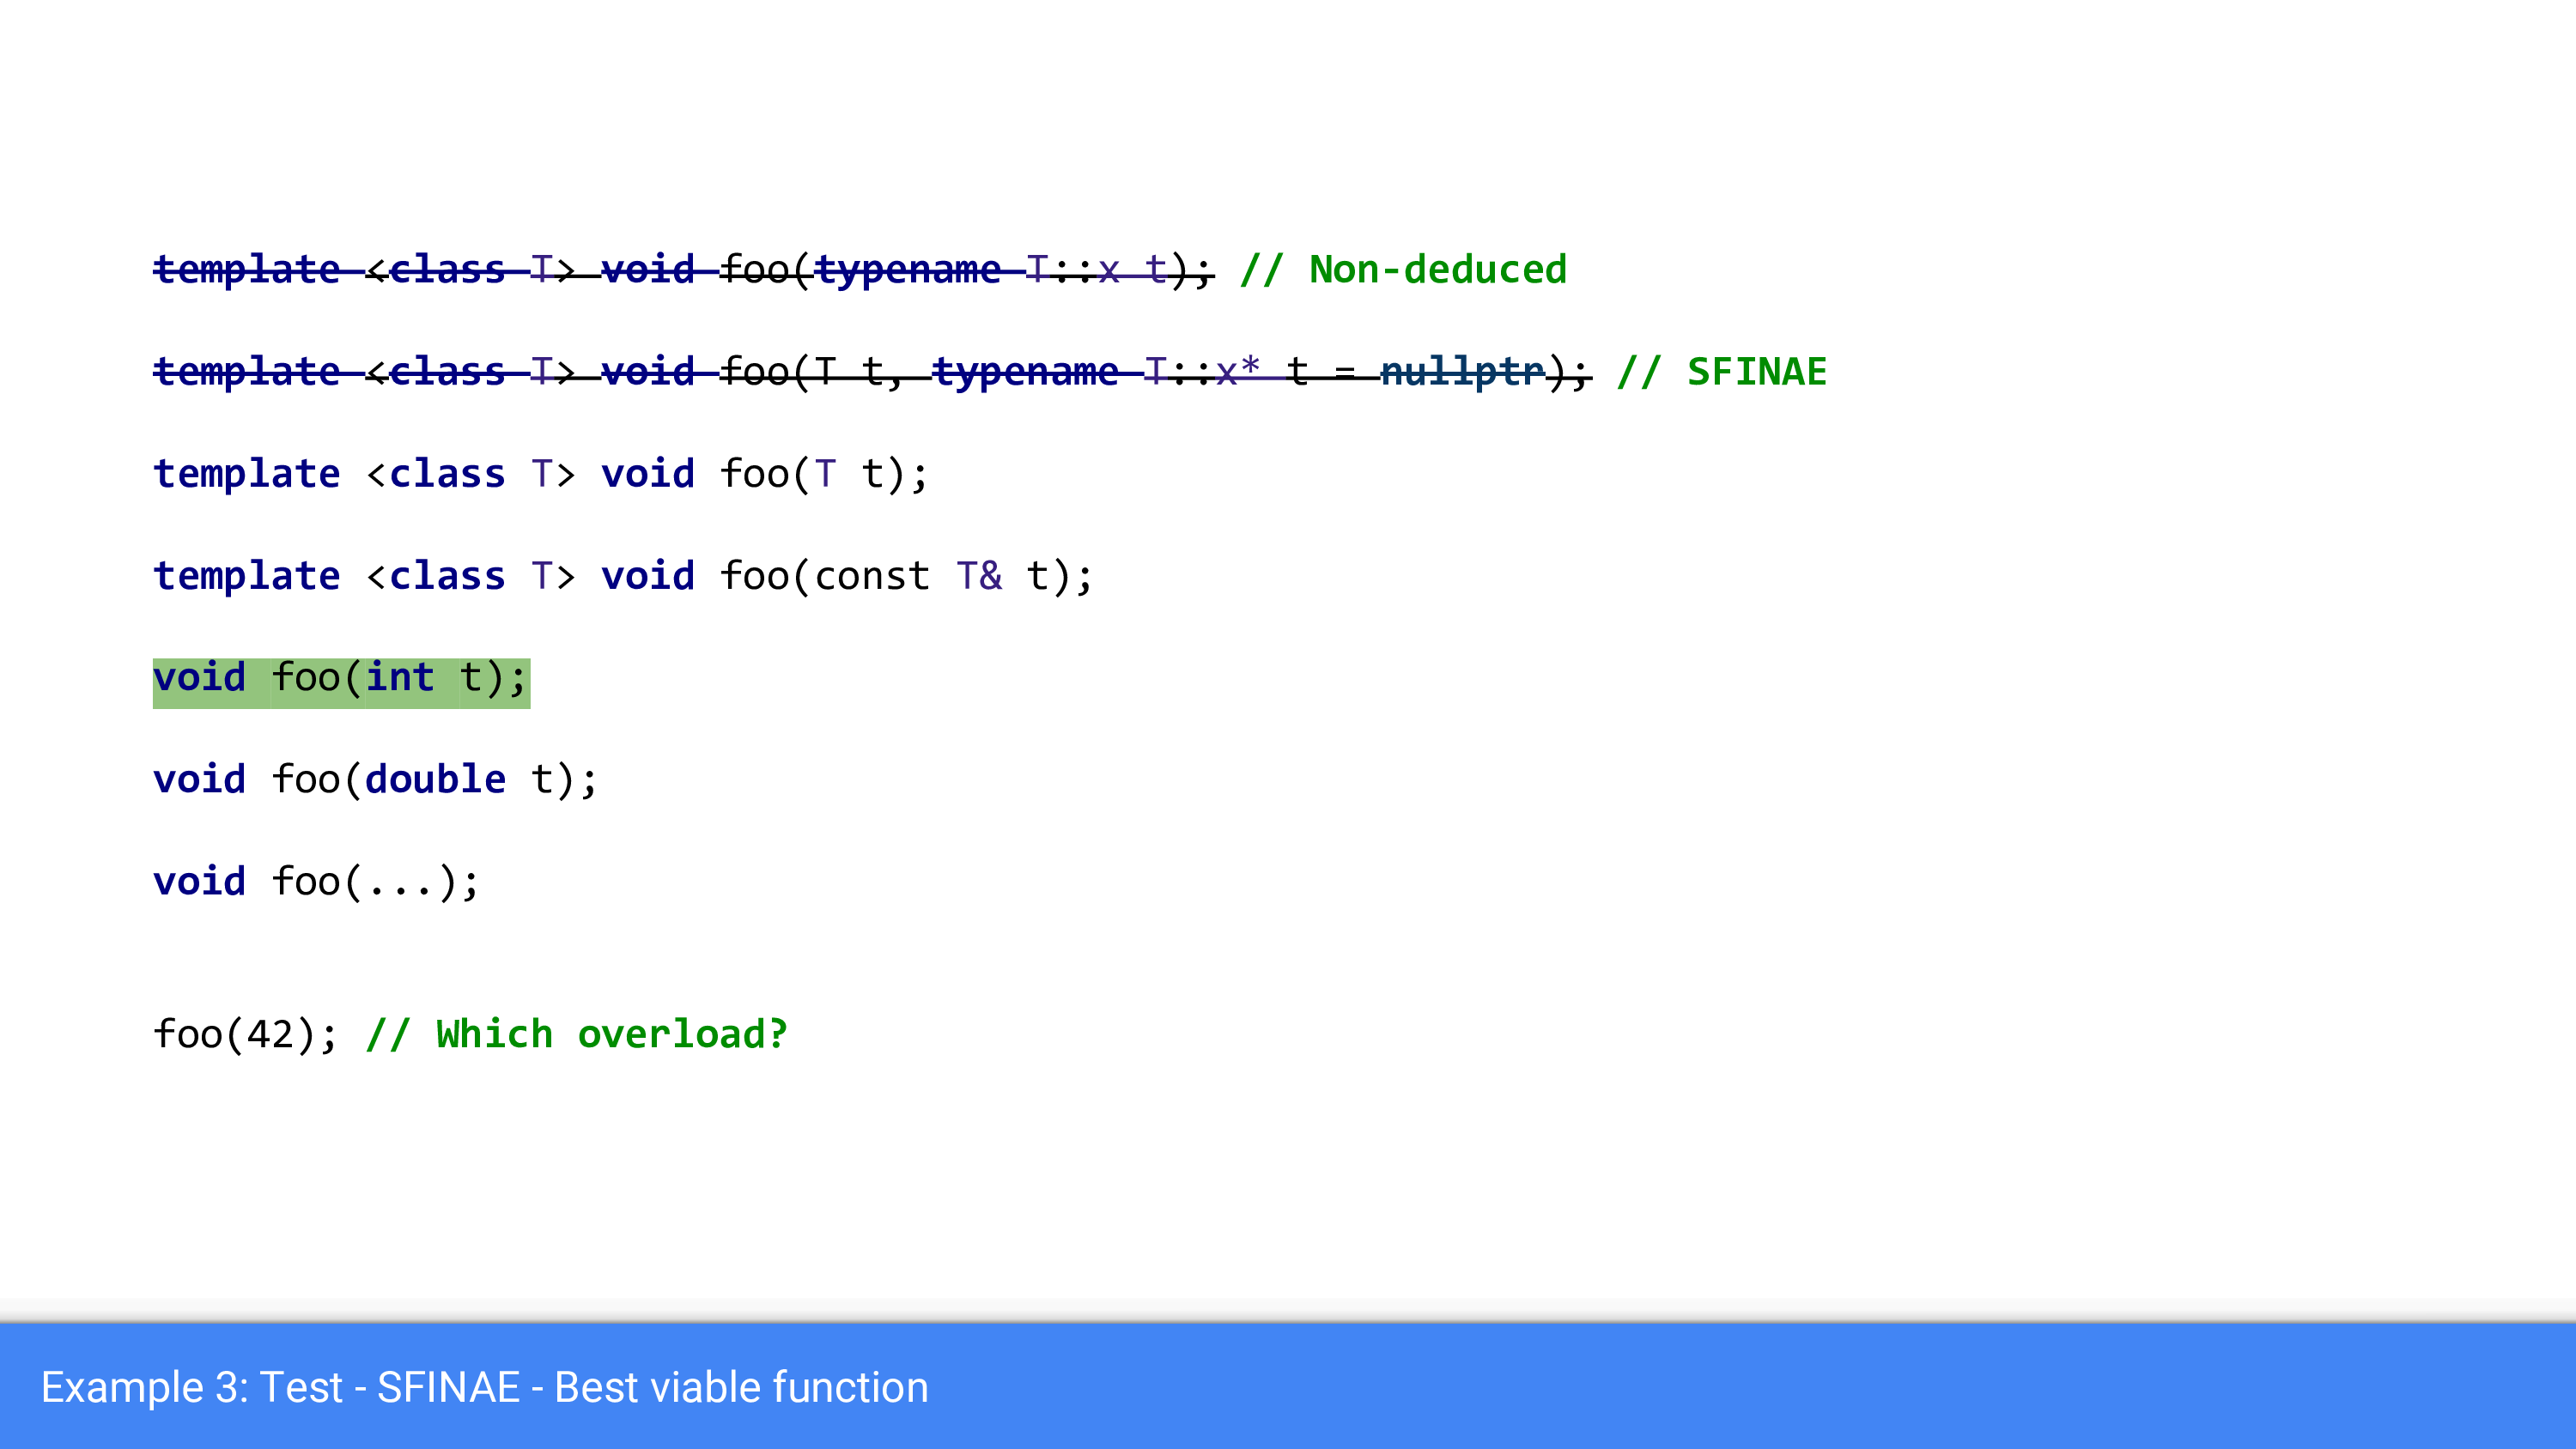 template <class T> void foo(typename T::x t); // Non-deduced
template <class T> void foo(T t, typename T::x* t = nullptr); // SFINAE
template <class T> void foo(T t);
template <class T> void foo(const T& t);
void foo(int t);
void foo(double t);
void foo(...);
foo(42); // Which overload?
Example 3: Test - SFINAE - Best viable function